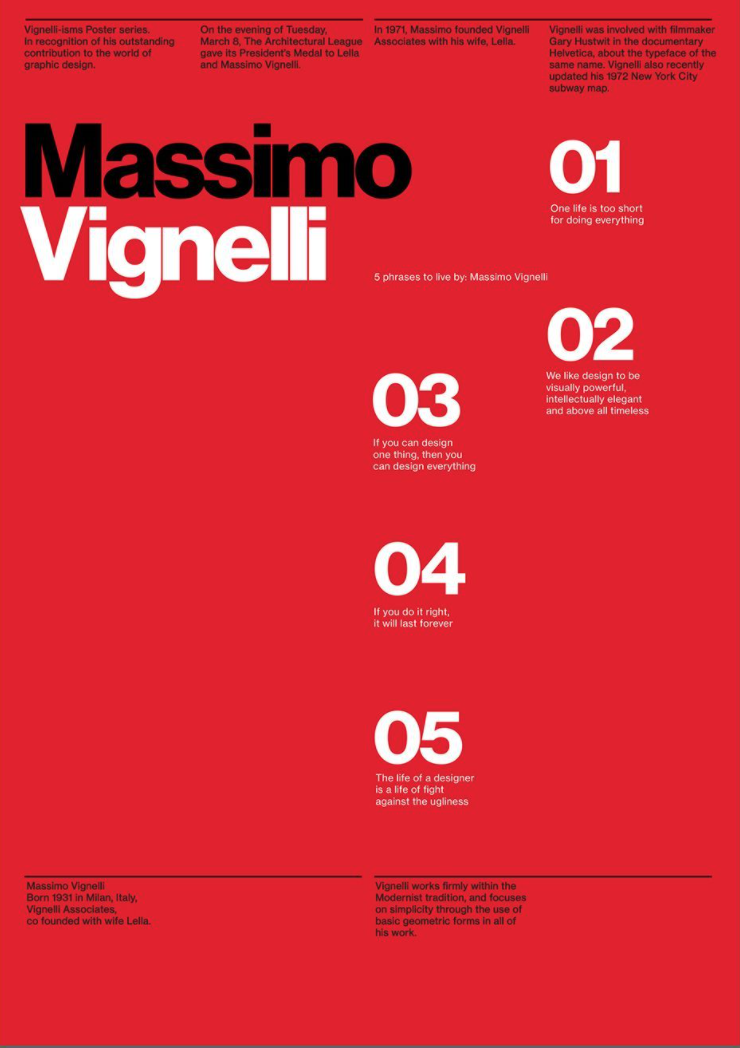 Vignelli-isms Poster series.
In recognition of his outstanding
contribution to the world of
graphic design.
On the evening of Tuesday,
March 8, The Architectural League
gave its President's Medal to Lella
and Massimo Vignelli.
In 1971, Massimo founded Vignelli
Associates with his wife, Lella.
Vignelli was involved with filmmaker
Gary Hustwit in the documentary
Helvetica, about the typeface of the
same name. Vignelli also recently
updated his 1972 New York City
subway map.
Massimo
Vignelli
5 phrases to live by: Massimo Vignelli
01
One life is too short
for doing everything
02
We like design to be
visually powerful,
intellectually elegant
and above all timeless
03
If you can design
one thing, then you
can design everything
04
If you do it right,
it will last forever
05
The life of a designer
is a life of fight
against the ugliness
Massimo Vignelli
Born 1931 in Milan, Italy,
Vignelli Associates,
co founded with wife Lella.
Vignelli works firmly within the
Modernist tradition, and focuses
on simplicity through the use of
basic geometric forms in all of
his work.